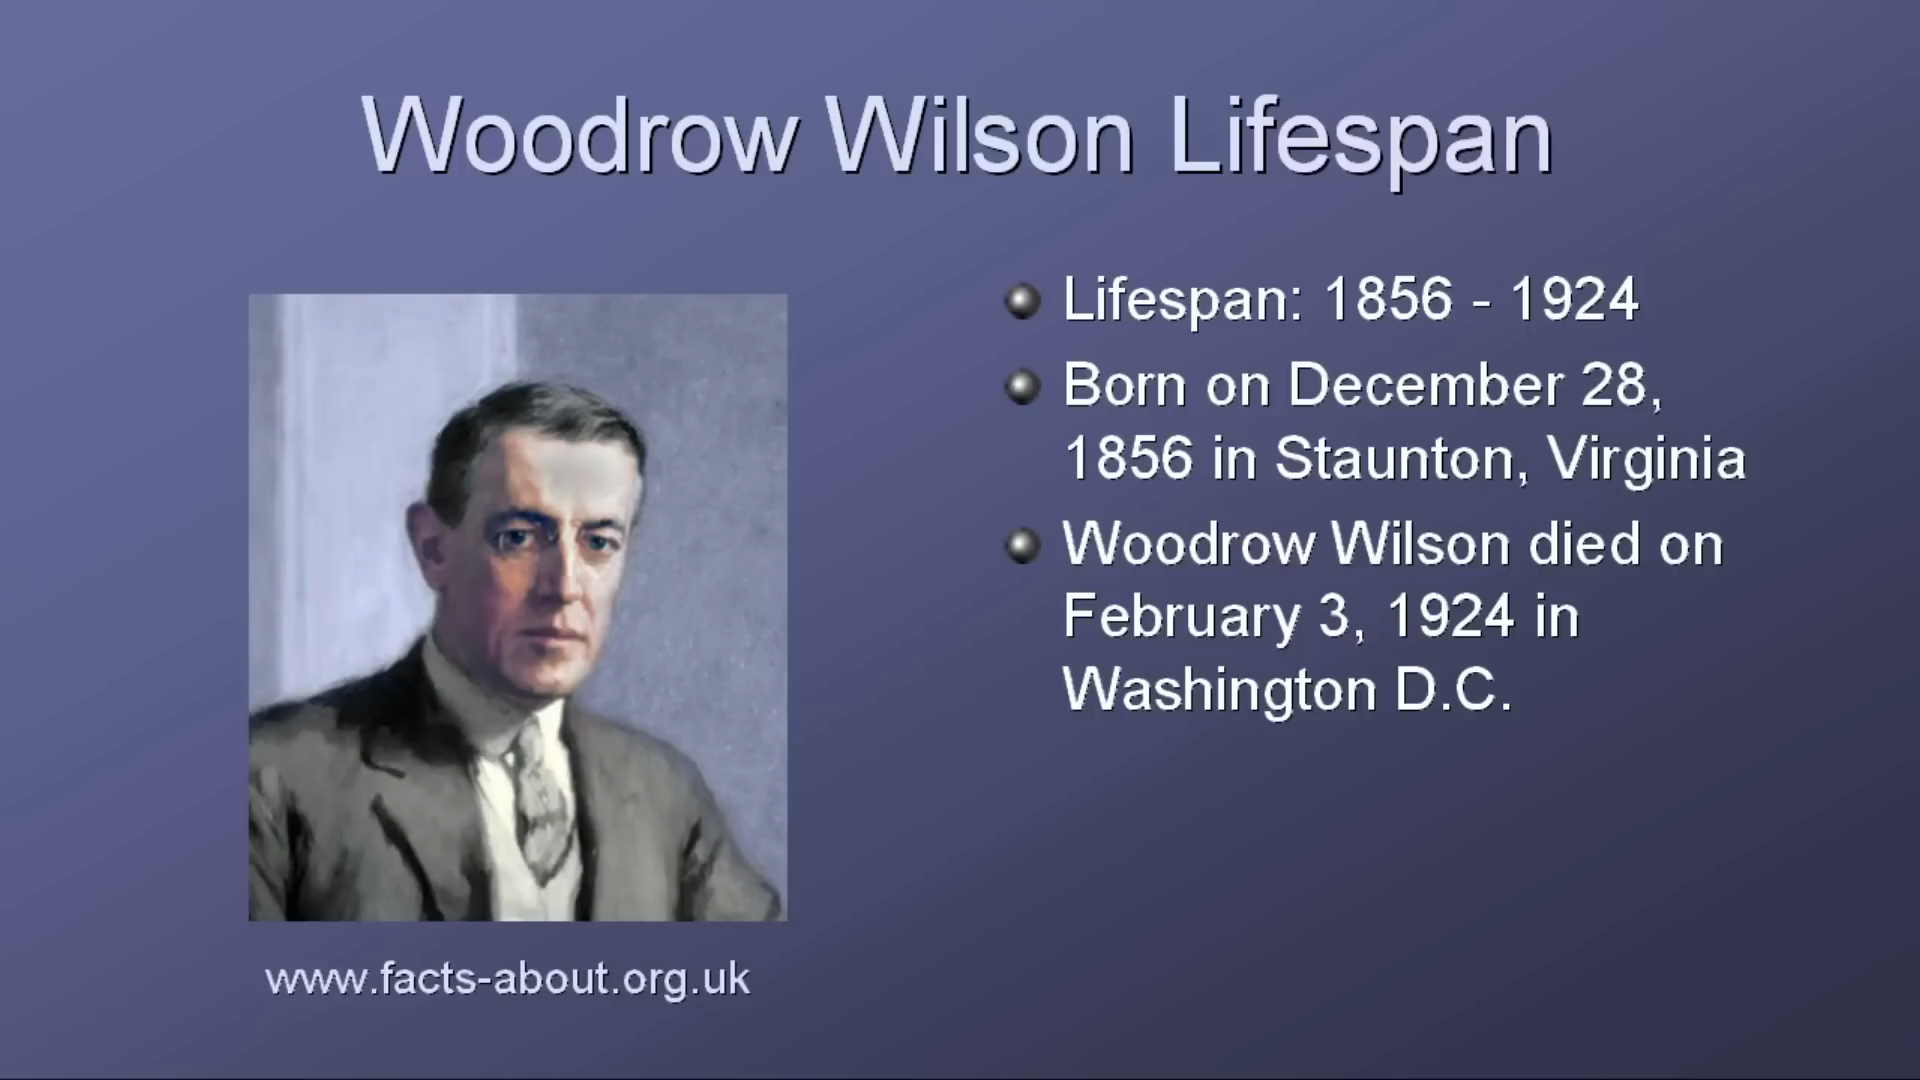 Woodrow Wilson Lifespan
Lifespan: 1856 - 1924
Born on December 28,
1856 in Staunton, Virginia
Woodrow Wilson died on
February 3, 1924 in
Washington D.C.
www.facts-about.org.uk